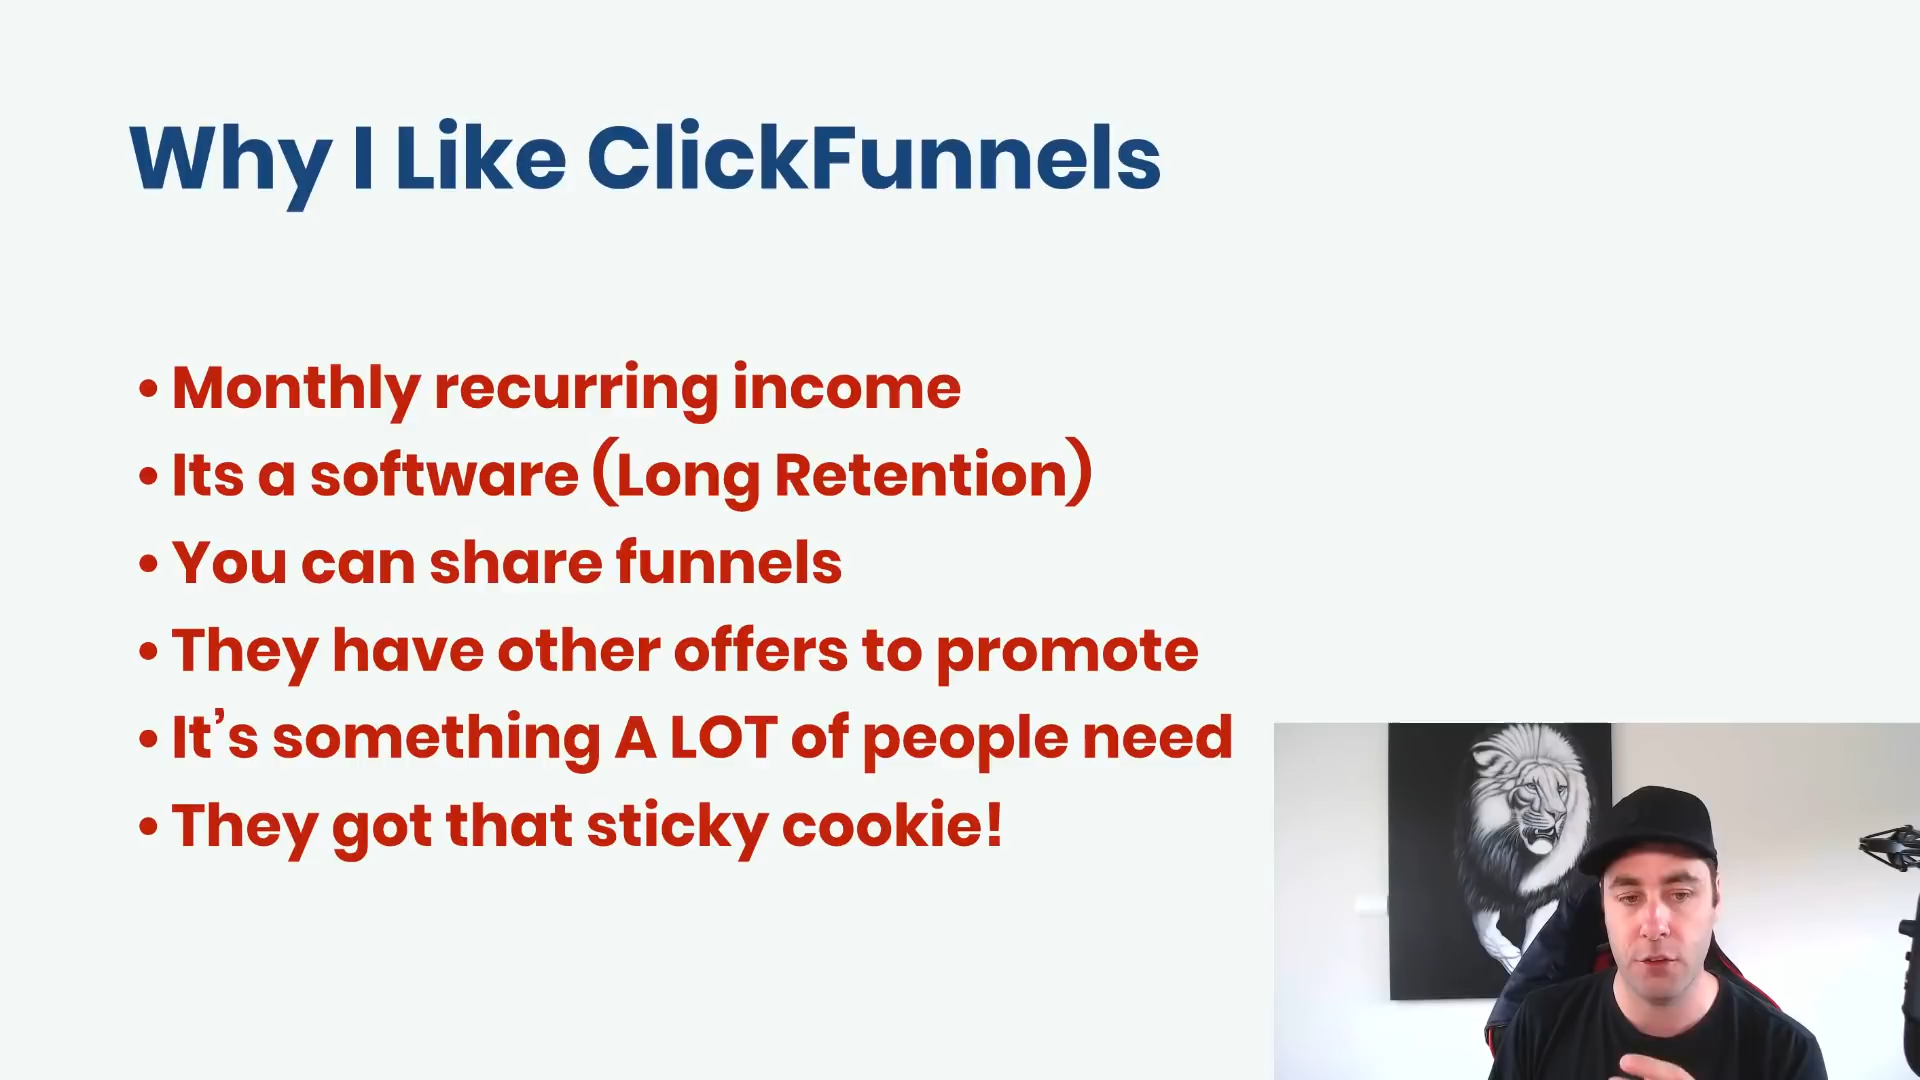 Why I Like ClickFunnels
• Monthly recurring income
• Its a software (Long Retention)
• You can share funnels
• They have other offers to promote
• It’s something A LOT of people need
• They got that sticky cookie!